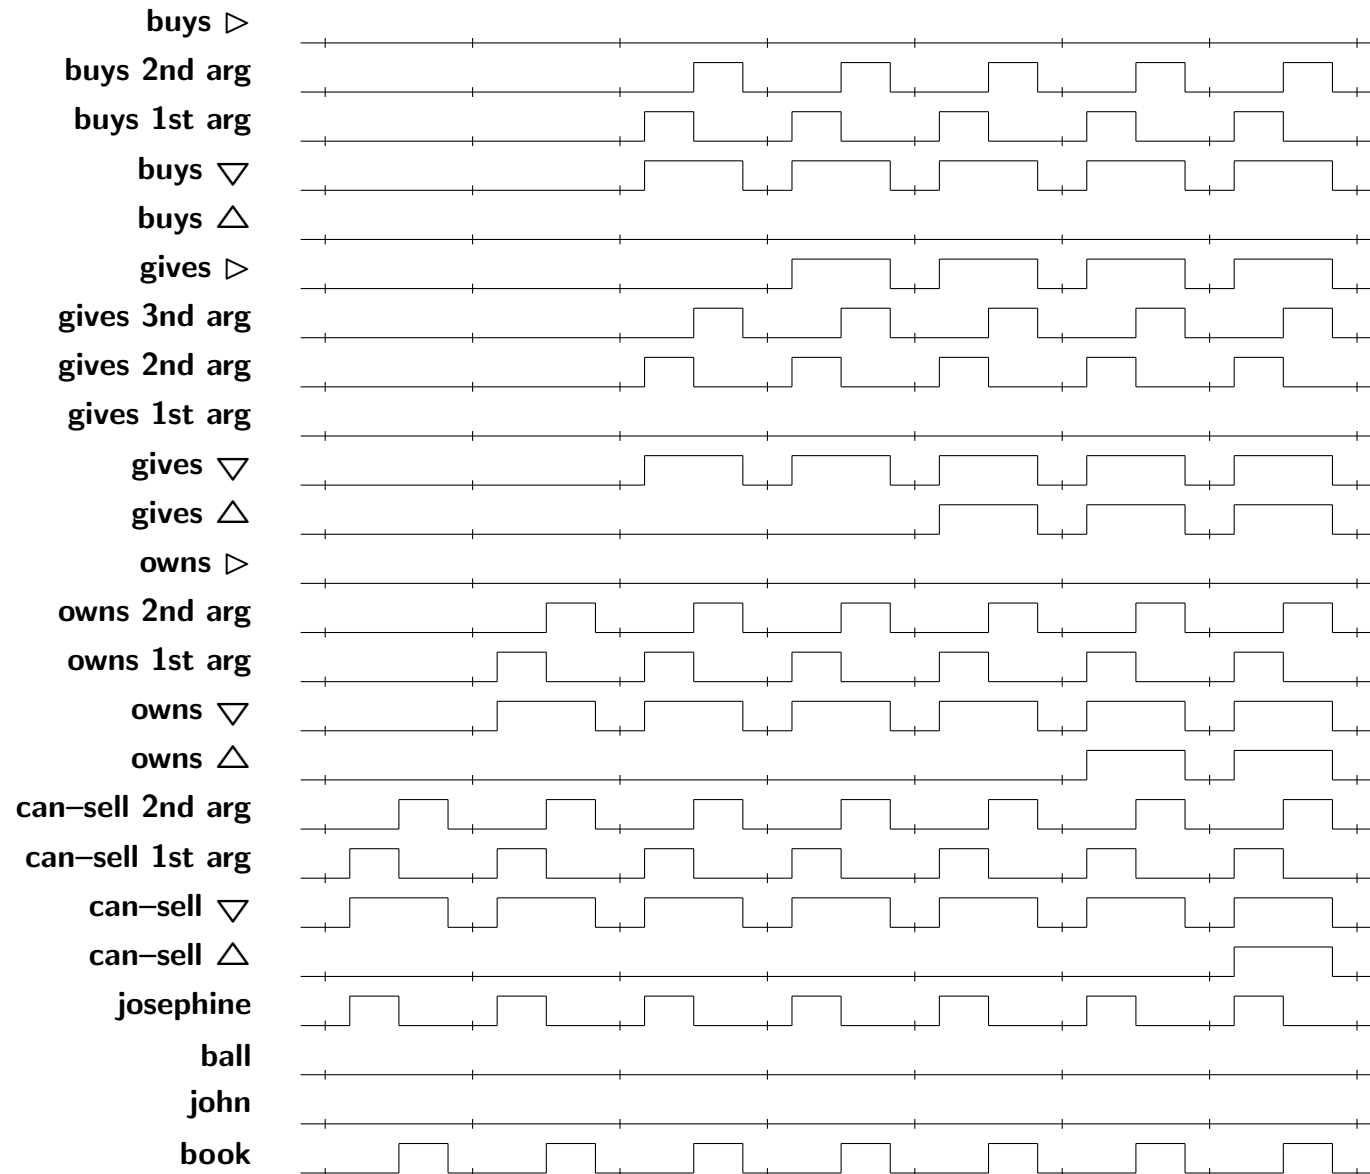 buys ▷
buys 2nd arg
buys 1st arg
buys ▽
buys △
gives ▷
gives 3nd arg
gives 2nd arg
gives 1st arg
gives ▽
gives △
owns ▷
owns 2nd arg
owns 1st arg
owns ▽
owns △
can–sell 2nd arg
can–sell 1st arg
can–sell ▽
can–sell △
josephine
ball
john
book